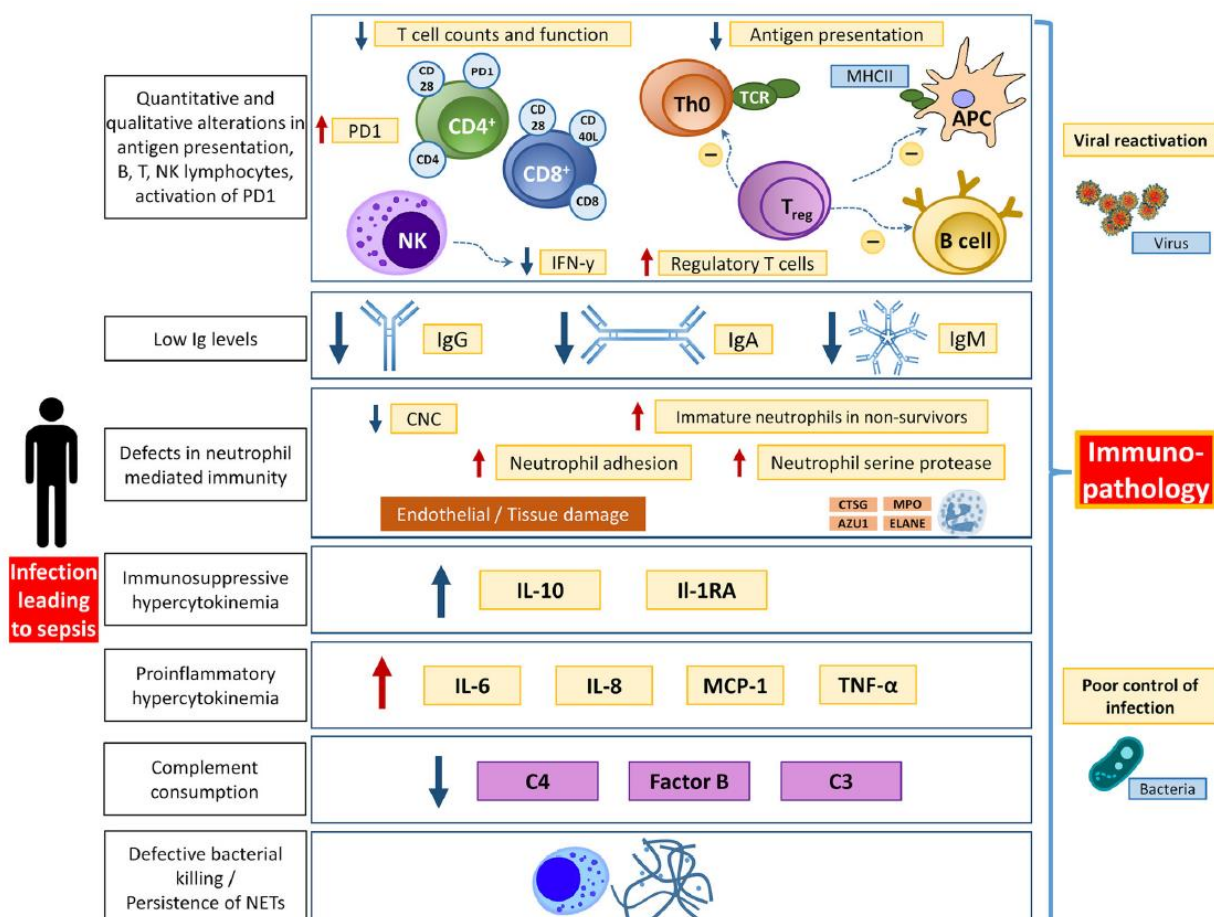 T cell counts and function
Antigen presentation
Quantitative and
qualitative alterations in
antigen presentation,
B, T, NK lymphocytes,
activation of PD1
PD1
CD
28
PD1
CD4+
CD4
CD
28
CD
40L
CD8+
CD8
NK
IFN-y
Th0
TCR
MHCII
APC
Treg
B cell
Regulatory T cells
Viral reactivation
Virus
Low Ig levels
IgG
IgA
IgM
Defects in neutrophil
mediated immunity
CNC
Immature neutrophils in non-survivors
Neutrophil adhesion
Neutrophil serine protease
Endothelial / Tissue damage
CTSG
MPO
AZU1
ELANE
Immuno-
pathology
Infection
leading
to sepsis
Immunosuppressive
hypercytokinemia
IL-10
Il-1RA
Proinflammatory
hypercytokinemia
IL-6
IL-8
MCP-1
TNF-α
Poor control of
infection
Bacteria
Complement
consumption
C4
Factor B
C3
Defective bacterial
killing /
Persistence of NETs